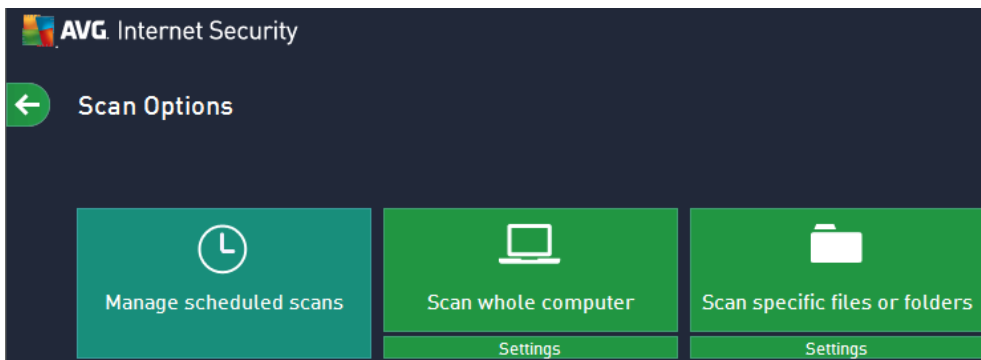 AVG. Internet Security
Scan Options
Manage scheduled scans
Scan whole computer
Scan specific files or folders
Settings
Settings